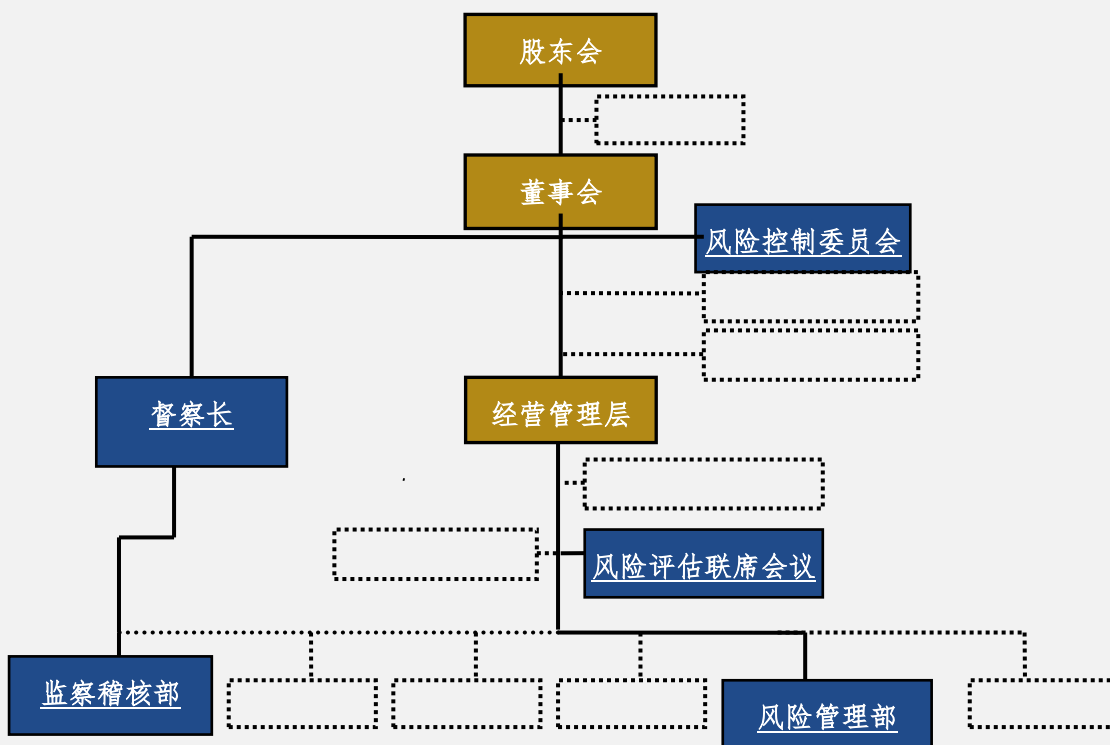 股东会
董事会
风险控制委员会
督察长
经营管理层
风险评估联席会议
监察稽核部
风险管理部